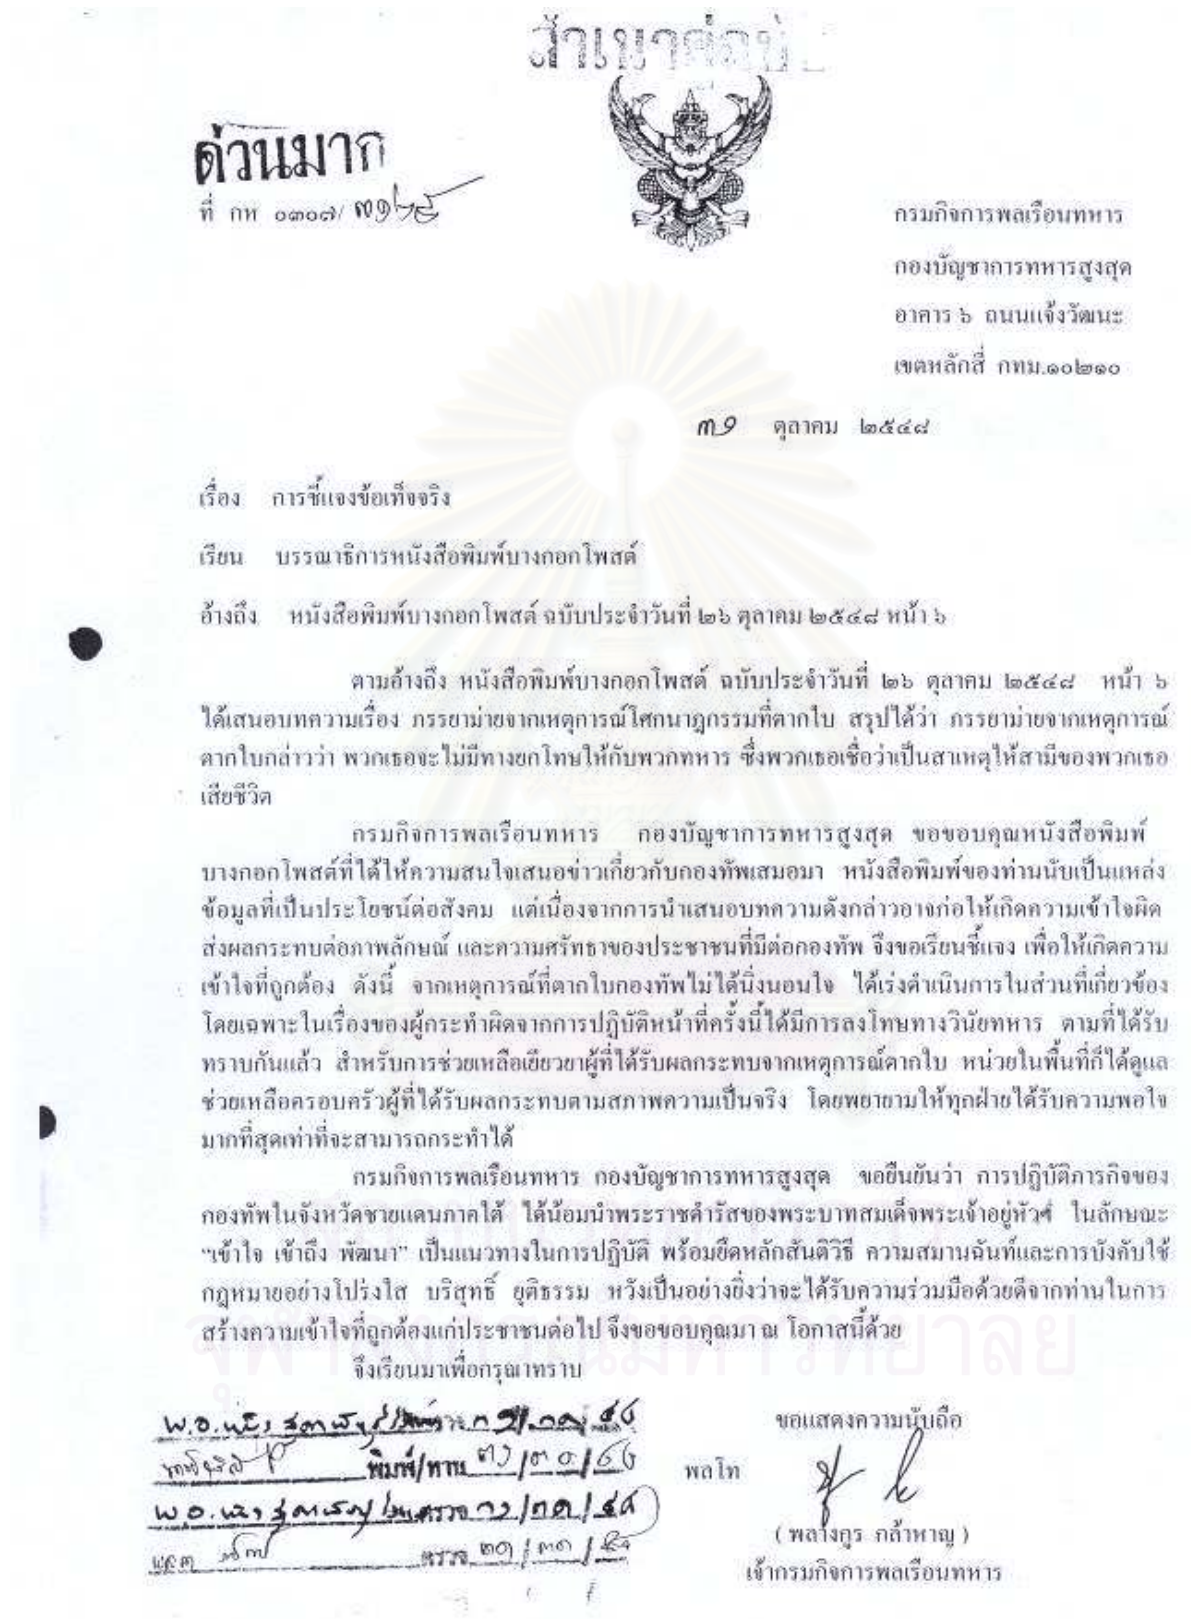 สำเนาคู่ฉบับ
ด่วนมาก
ที่ กห ๐๓๐๗/
กรมกิจการพลเรือนทหาร
กองบัญชาการทหารสูงสุด
อาคาร ๖ ถนนแจ้งวัฒนะ
เขตหลักสี่ กทม.๑๐๒๑๐
๓๑ ตุลาคม ๒๕๔๘
เรื่อง การชี้แจงข้อเท็จจริง
เรียน บรรณาธิการหนังสือพิมพ์บางกอกโพสต์
อ้างถึง หนังสือพิมพ์บางกอกโพสต์ ฉบับประจำวันที่ ๒๖ ตุลาคม ๒๕๔๘ หน้า ๖
ตามอ้างถึง หนังสือพิมพ์บางกอกโพสต์ ฉบับประจำวันที่ ๒๖ ตุลาคม ๒๕๔๘ หน้า ๖
ได้เสนอบทความเรื่อง ภรรยาม่ายจากเหตุการณ์โศกนาฎกรรมที่ตากใบ สรุปได้ว่า ภรรยาม่ายจากเหตุการณ์
ตากใบกล่าวว่า พวกเธอจะไม่มีทางยกโทษให้กับพวกทหาร ซึ่งพวกเธอเชื่อว่าเป็นสาเหตุให้สามีของพวกเธอ
เสียชีวิต
กรมกิจการพลเรือนทหาร กองบัญชาการทหารสูงสุด ขอขอบคุณหนังสือพิมพ์
บางกอกโพสต์ที่ได้ให้ความสนใจเสนอข่าวเกี่ยวกับกองทัพเสมอมา หนังสือพิมพ์ของท่านนับเป็นแหล่ง
ข้อมูลที่เป็นประโยชน์ต่อสังคม แต่เนื่องจากการนำเสนอบทความดังกล่าวอาจก่อให้เกิดความเข้าใจผิด
ส่งผลกระทบต่อภาพลักษณ์ และความศรัทธาของประชาชนที่มีต่อกองทัพ จึงขอเรียนชี้แจง เพื่อให้เกิดความ
เข้าใจที่ถูกต้อง ดังนี้ จากเหตุการณ์ที่ตากใบกองทัพไม่ได้นิ่งนอนใจ ได้เร่งดำเนินการในส่วนที่เกี่ยวข้อง
โดยเฉพาะในเรื่องของผู้กระทำผิดจากการปฏิบัติหน้าที่ครั้งนี้ได้มีการลงโทษทางวินัยทหาร ตามที่ได้รับ
ทราบกันแล้ว สำหรับการช่วยเหลือเยียวยาผู้ที่ได้รับผลกระทบจากเหตุการณ์ตากใบ หน่วยในพื้นที่ก็ได้ดูแล
ช่วยเหลือครอบครัวผู้ที่ได้รับผลกระทบตามสภาพความเป็นจริง โดยพยายามให้ทุกฝ่ายได้รับความพอใจ
มากที่สุดเท่าที่จะสามารถกระทำได้
กรมกิจการพลเรือนทหาร กองบัญชาการทหารสูงสุด ขอยืนยันว่า การปฏิบัติภารกิจของ
กองทัพในจังหวัดชายแดนภาคใต้ ได้น้อมนำพระราชดำรัสของพระบาทสมเด็จพระเจ้าอยู่หัวฯ ในลักษณะ
“เข้าใจ เข้าถึง พัฒนา” เป็นแนวทางในการปฏิบัติ พร้อมยึดหลักสันติวิธี ความสมานฉันท์และการบังคับใช้
กฎหมายอย่างโปร่งใส บริสุทธิ์ ยุติธรรม หวังเป็นอย่างยิ่งว่าจะได้รับความร่วมมือด้วยดีจากท่านในการ
สร้างความเข้าใจที่ถูกต้องแก่ประชาชนต่อไป จึงขอขอบคุณมา ณ โอกาสนี้ด้วย
จึงเรียนมาเพื่อกรุณาทราบ
ขอแสดงความนับถือ
พิมพ์/ทาน
พลโท
ตรวจ
( พลางกูร กล้าหาญ )
ตรวจ
เจ้ากรมกิจการพลเรือนทหาร
จุฬาลงกรณ์มหาวิทยาลัย